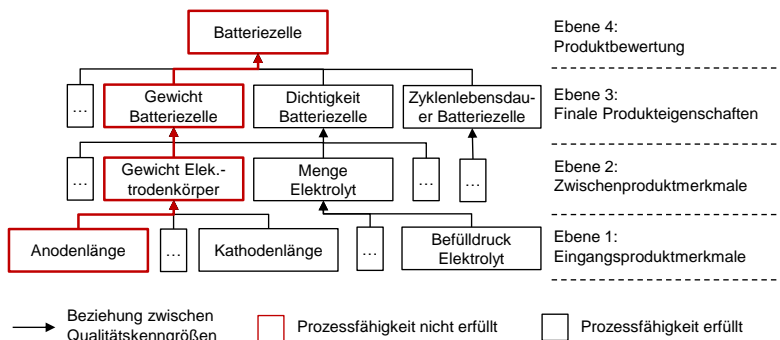 Batteriezelle
Ebene 4:
Produktbewertung
...
Gewicht
Batteriezelle
Dichtigkeit
Batteriezelle
Zyklenlebensdau-
er Batteriezelle
Ebene 3:
Finale Produkteigenschaften
...
Gewicht Elek.-
trodenkörper
...
Menge
Elektrolyt
...
...
Ebene 2:
Zwischenproduktmerkmale
Anodenlänge
...
Kathodenlänge
...
Befülldruck
Elektrolyt
Ebene 1:
Eingangsproduktmerkmale
Beziehung zwischen
Qualitätskenngrößen
Prozessfähigkeit nicht erfüllt
Prozessfähigkeit erfüllt